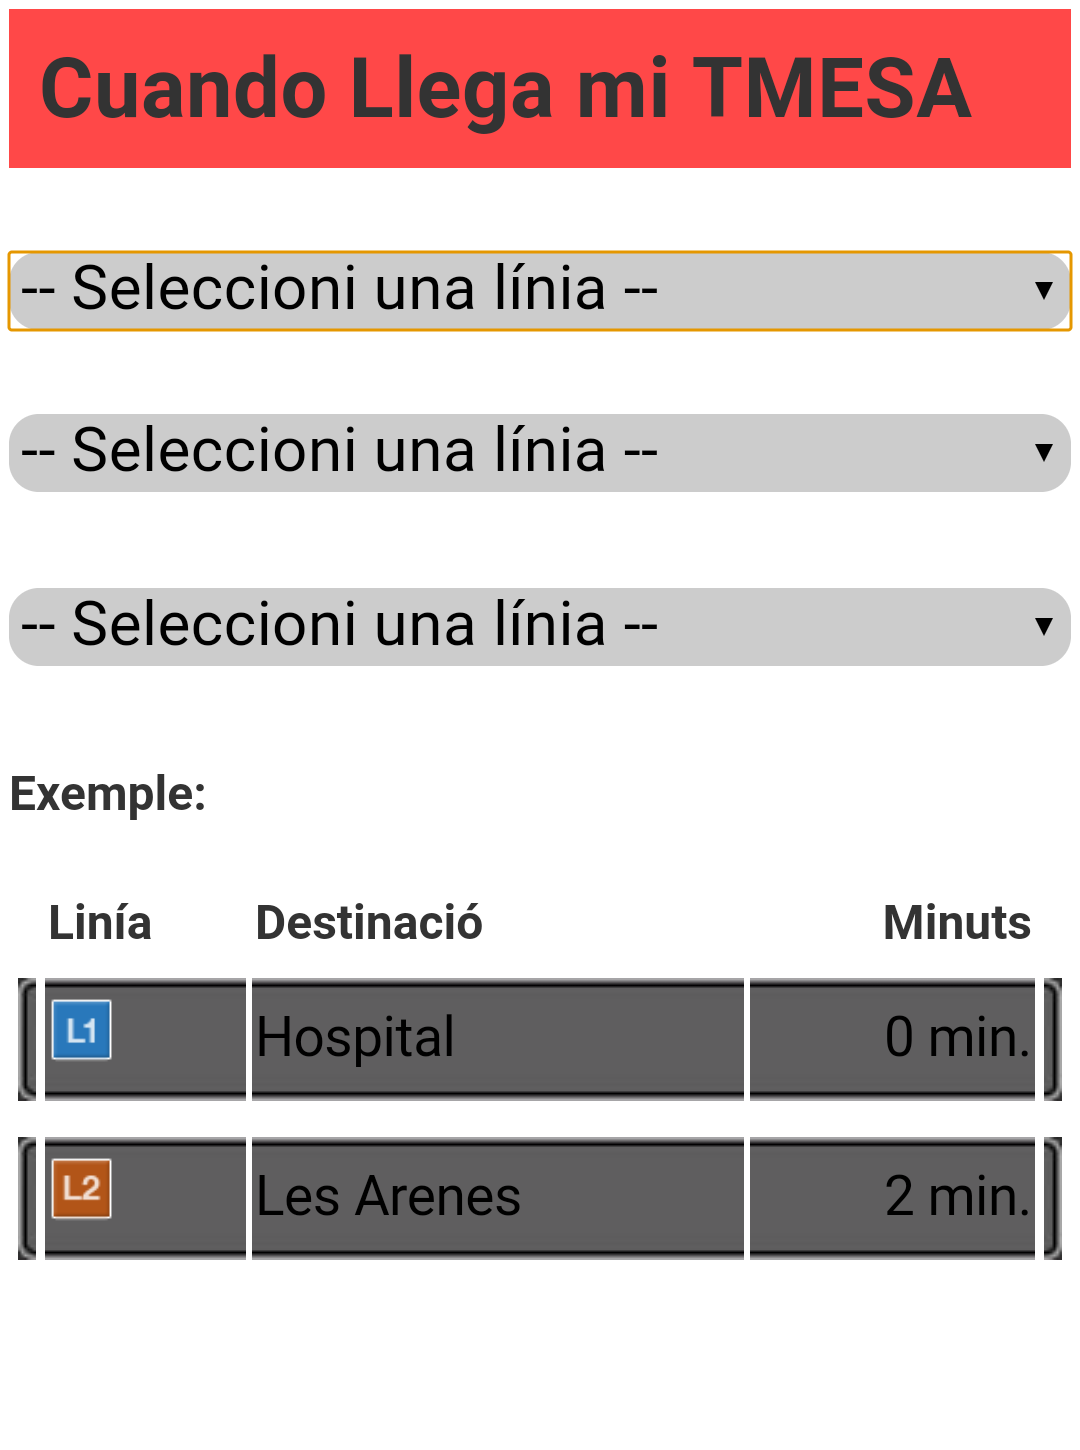 Cuando Llega mi TMESA
-- Seleccioni una línia --
-- Seleccioni una línia --
-- Seleccioni una línia --
Exemple:
Linía Destinació Minuts
L1 Hospital 0 min.
L2 Les Arenes 2 min.